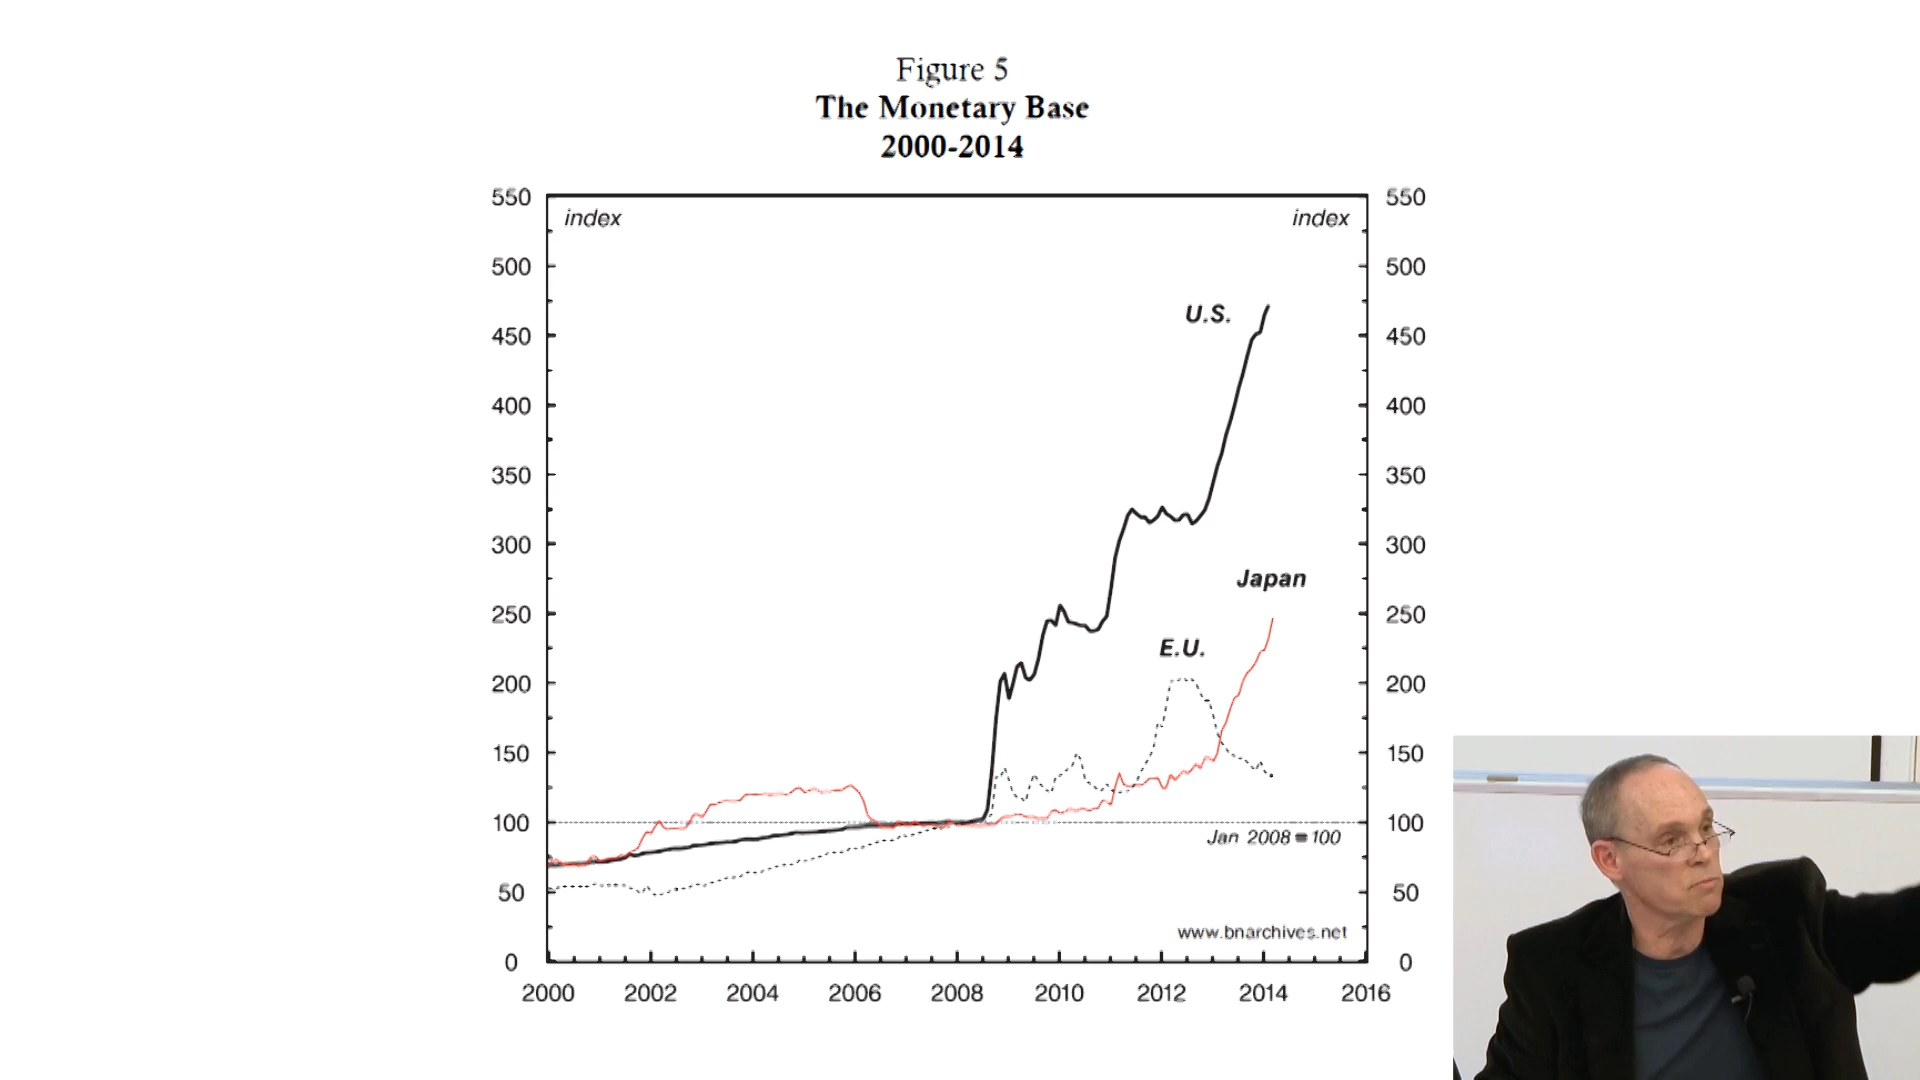 Figure 5
The Monetary Base
2000-2014
550
550
index
index
500
500
U.S.
450
450
400
400
350
350
300
300
Japan
250
250
E.U.
200
200
150
150
100
100
Jan 2008 = 100
50
50
www.bnarchives.net
0
0
2000 2002 2004 2006 2008 2010 2012 2014 2016